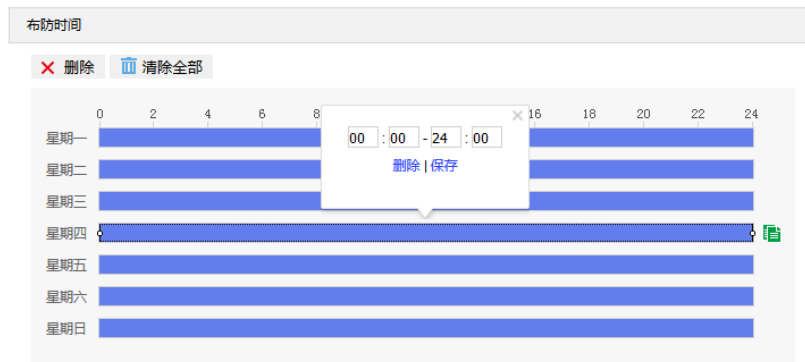 布防时间
删除 清除全部
0 2 4 6 8 16 18 20 22 24
00 : 00 - 24 : 00
删除 | 保存
星期一
星期二
星期三
星期四
星期五
星期六
星期日